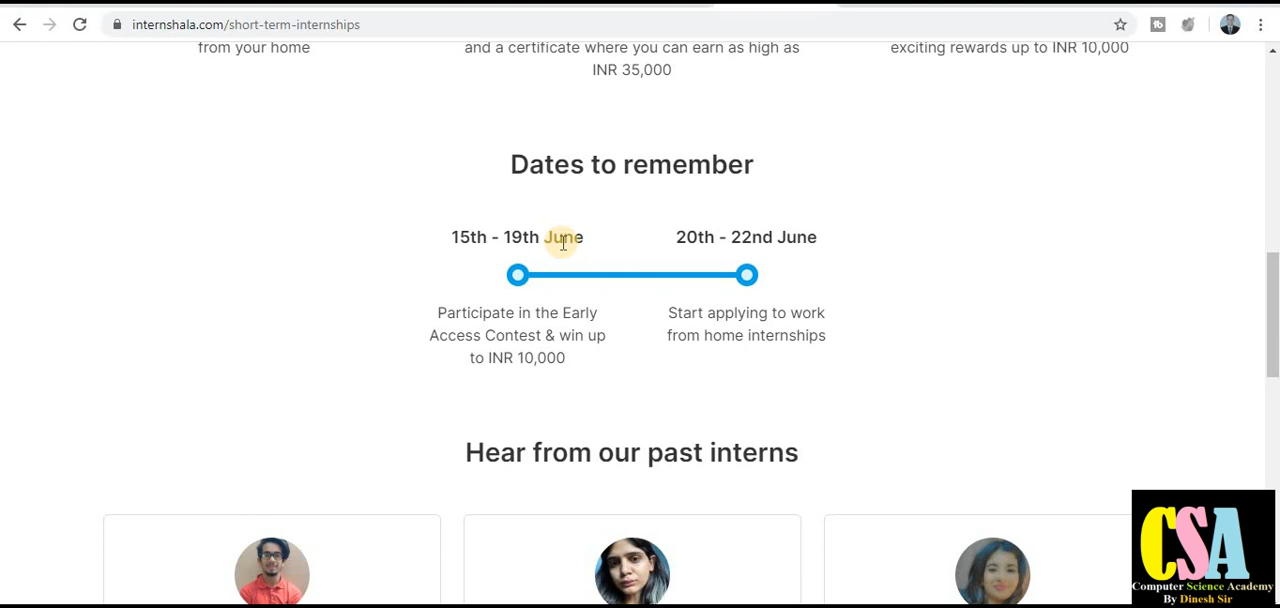 internshala.com/short-term-internships
from your home
and a certificate where you can earn as high as
INR 35,000
exciting rewards up to INR 10,000
Dates to remember
15th - 19th June
20th - 22nd June
Participate in the Early
Access Contest & win up
to INR 10,000
Start applying to work
from home internships
Hear from our past interns
CSA
Computer Science Academy
By Dinesh Sir